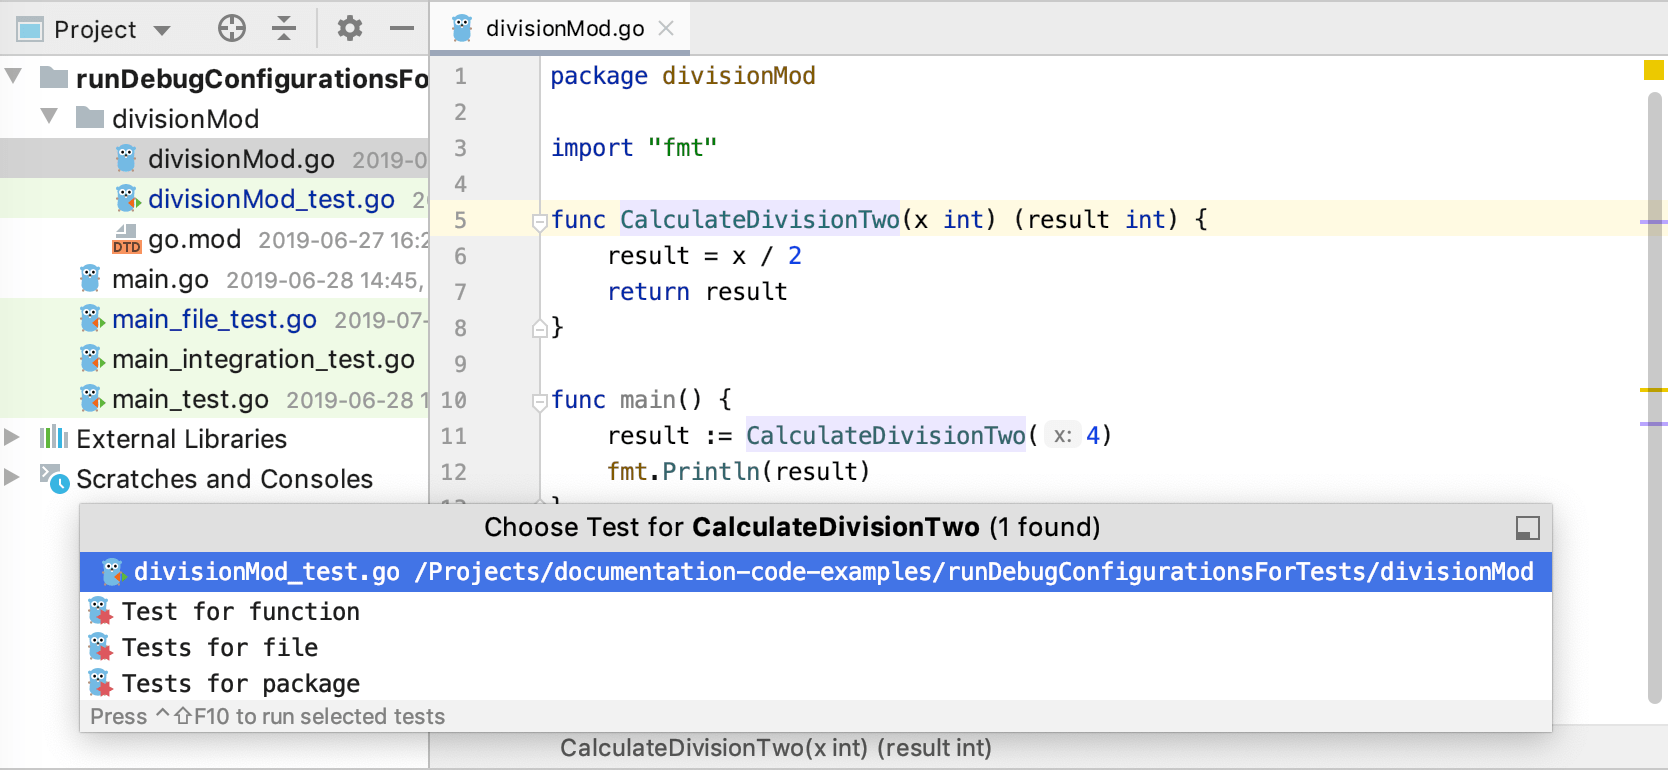 Project
divisionMod.go
runDebugConfigurationsFo
divisionMod
divisionMod.go 2019-0
divisionMod_test.go 20
DTD go.mod 2019-06-27 16:2
main.go 2019-06-28 14:45,
main_file_test.go 2019-07-
main_integration_test.go
main_test.go 2019-06-28 1
External Libraries
Scratches and Consoles
1 package divisionMod
2
3 import "fmt"
4
5 func CalculateDivisionTwo(x int) (result int) {
6 result = x / 2
7 return result
8 }
9
10 func main() {
11 result := CalculateDivisionTwo( x: 4)
12 fmt.Println(result)
13 }
Choose Test for CalculateDivisionTwo (1 found)
divisionMod_test.go /Projects/documentation-code-examples/runDebugConfigurationsForTests/divisionMod
Test for function
Tests for file
Tests for package
Press ^⇧F10 to run selected tests
CalculateDivisionTwo(x int) (result int)